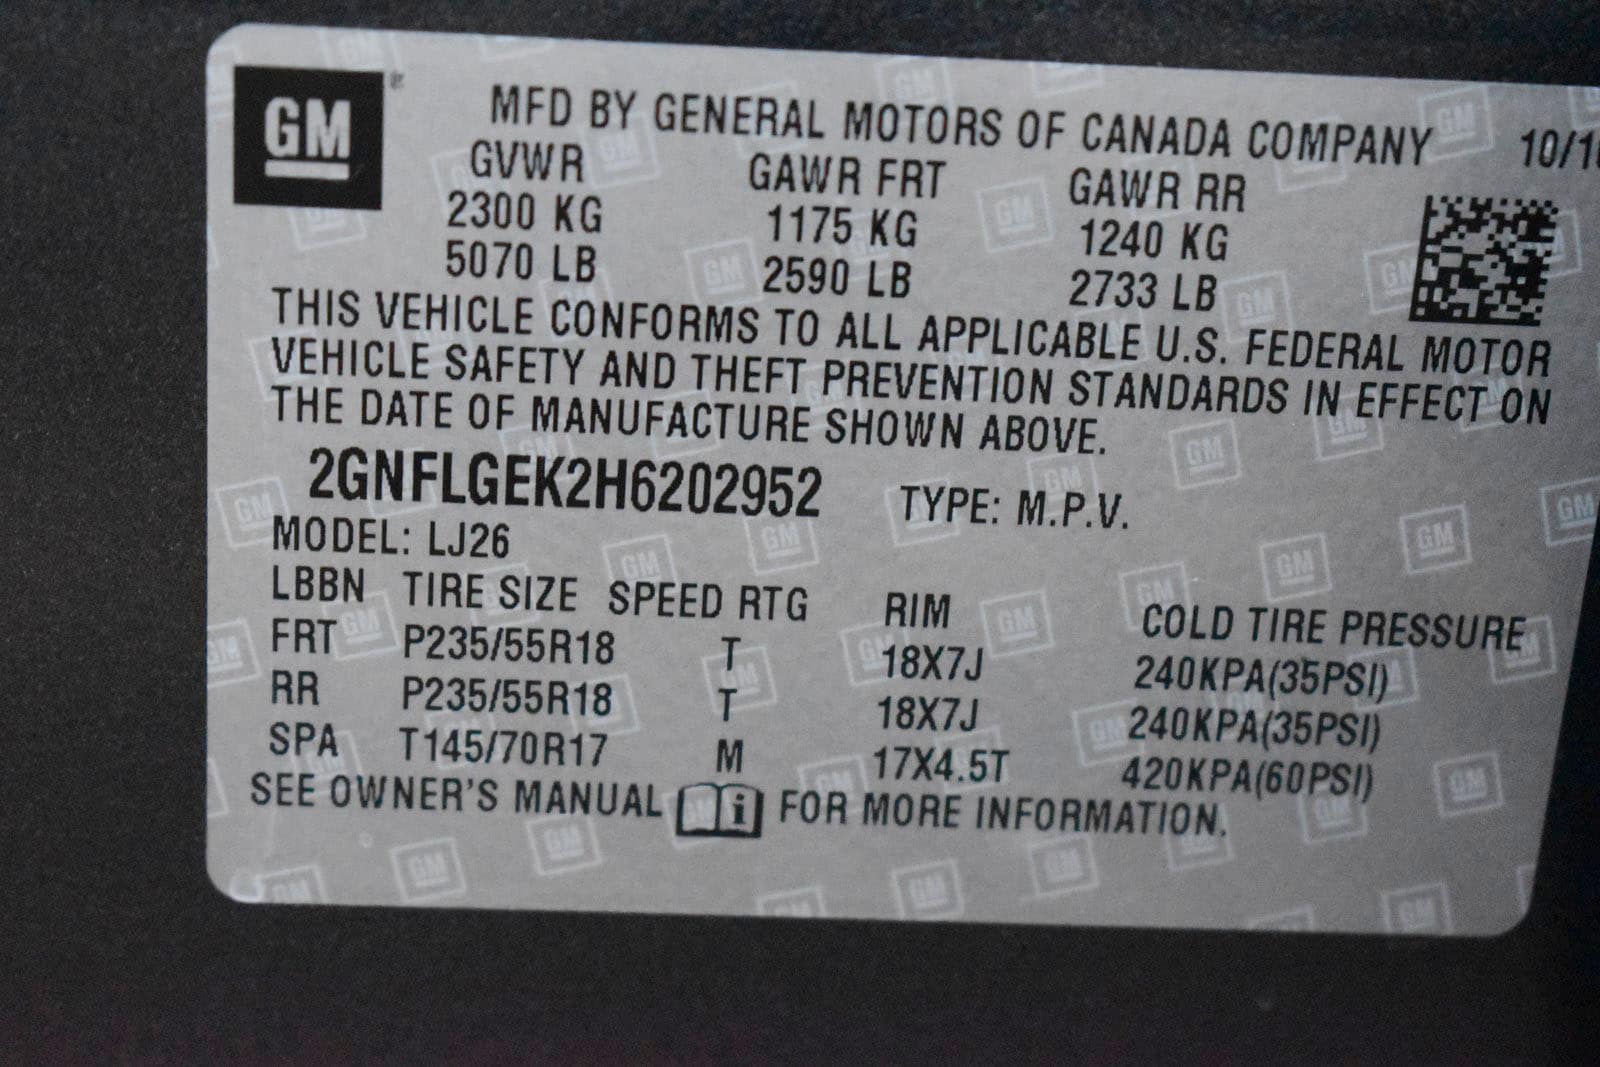 GM
MFD BY GENERAL MOTORS OF CANADA COMPANY
GVWR GAWR FRT GAWR RR
2300 KG 1175 KG 1240 KG
5070 LB 2590 LB 2733 LB
THIS VEHICLE CONFORMS TO ALL APPLICABLE U.S. FEDERAL MOTOR
VEHICLE SAFETY AND THEFT PREVENTION STANDARDS IN EFFECT ON
THE DATE OF MANUFACTURE SHOWN ABOVE.
2GNFLGEK2H6202952 TYPE: M.P.V.
MODEL: LJ26
LBBN TIRE SIZE SPEED RTG RIM COLD TIRE PRESSURE
FRT P235/55R18 T 18X7J 240KPA(35PSI)
RR P235/55R18 T 18X7J 240KPA(35PSI)
SPA T145/70R17 M 17X4.5T 420KPA(60PSI)
SEE OWNER'S MANUAL i FOR MORE INFORMATION.